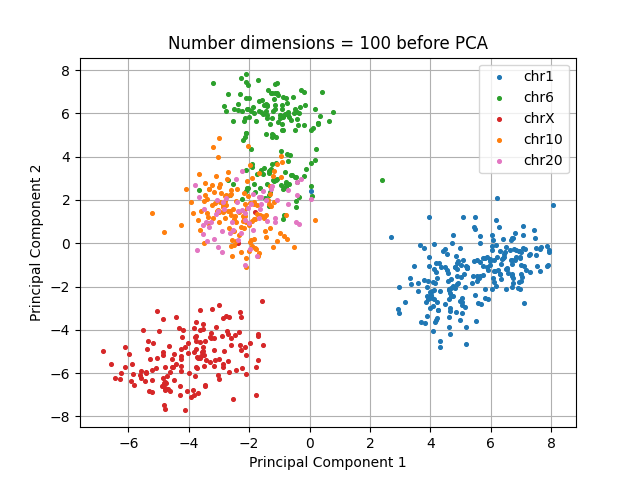 Number dimensions = 100 before PCA
8
6
4
2
0
−2
−4
−6
−8
Principal Component 2
chr1
chr6
chrX
chr10
chr20
−6
−4
−2
0
2
4
6
8
Principal Component 1